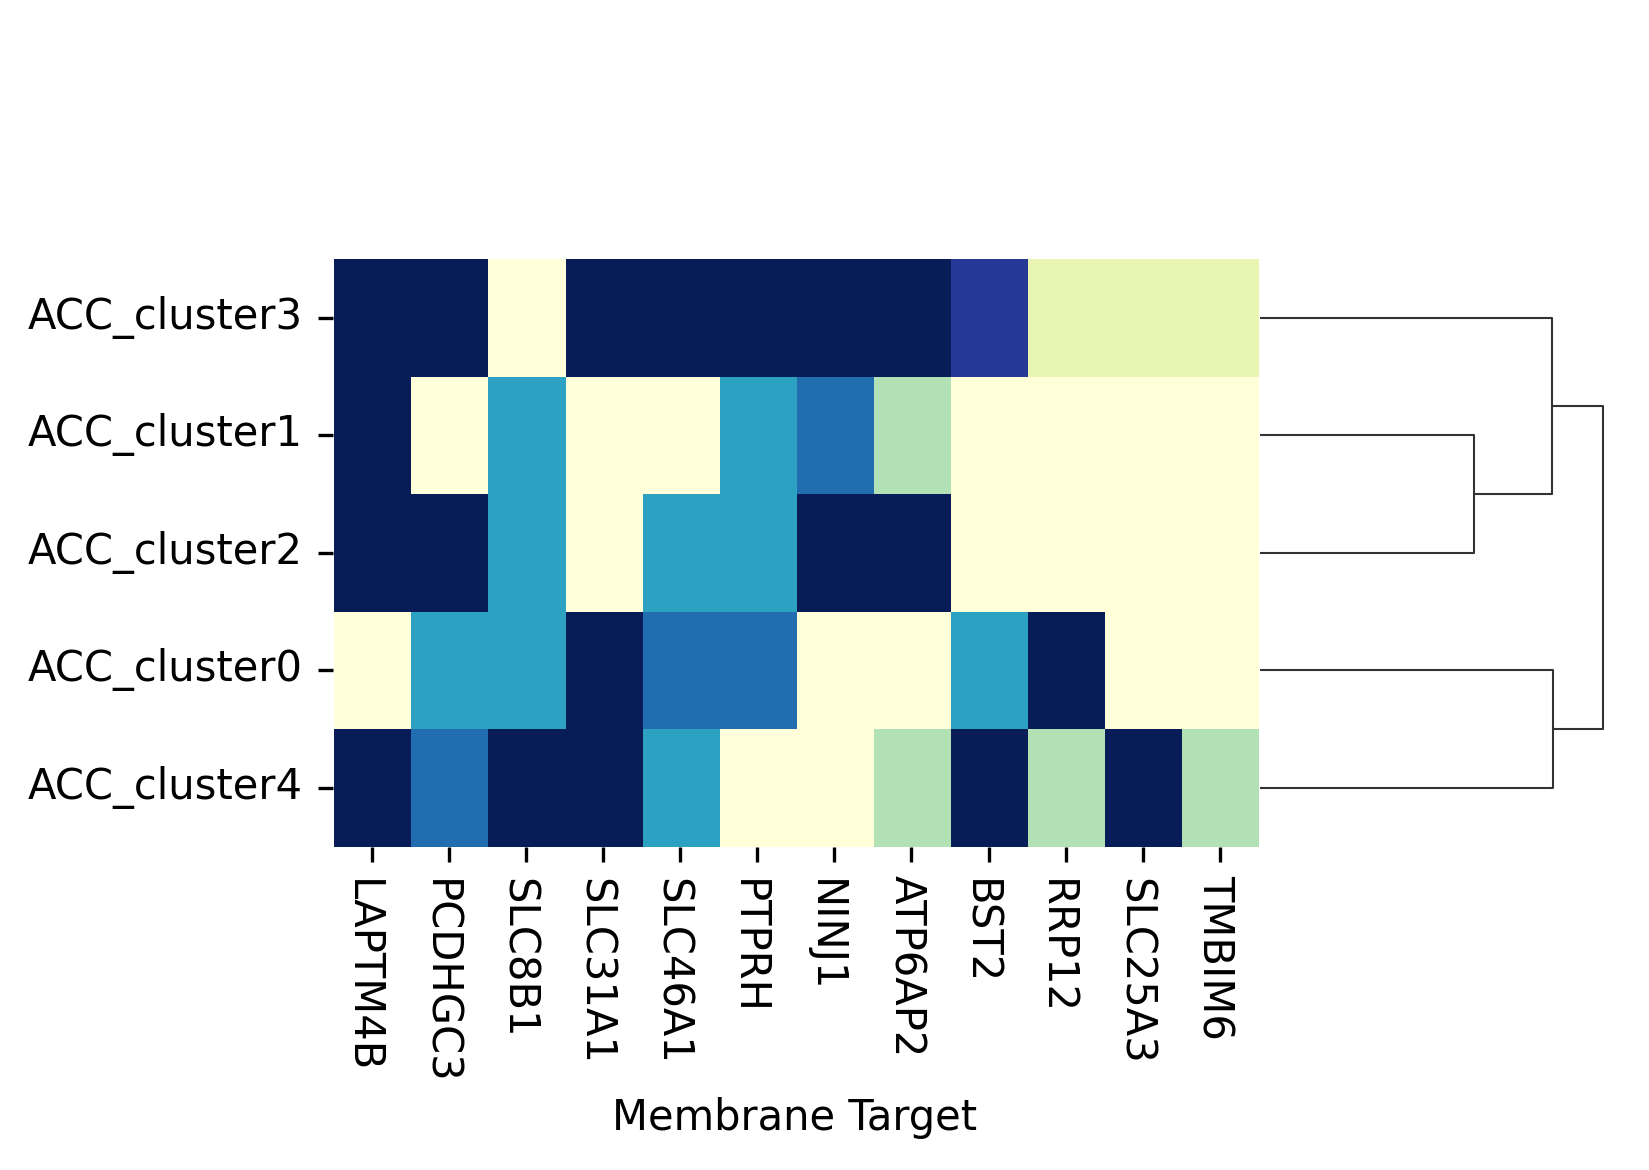 ACC_cluster3
ACC_cluster1
ACC_cluster2
ACC_cluster0
ACC_cluster4
LAPTM4B
PCDHGC3
SLC8B1
SLC31A1
SLC46A1
PTPRH
NINJ1
ATP6AP2
BST2
RRP12
SLC25A3
TMBIM6
Membrane Target